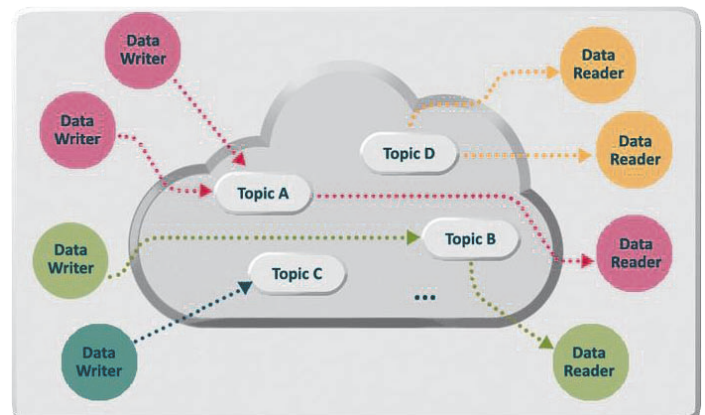 Data
Writer
Data
Writer
Data
Writer
Data
Writer
Topic A
Topic B
Topic C
Topic D
...
Data
Reader
Data
Reader
Data
Reader
Data
Reader